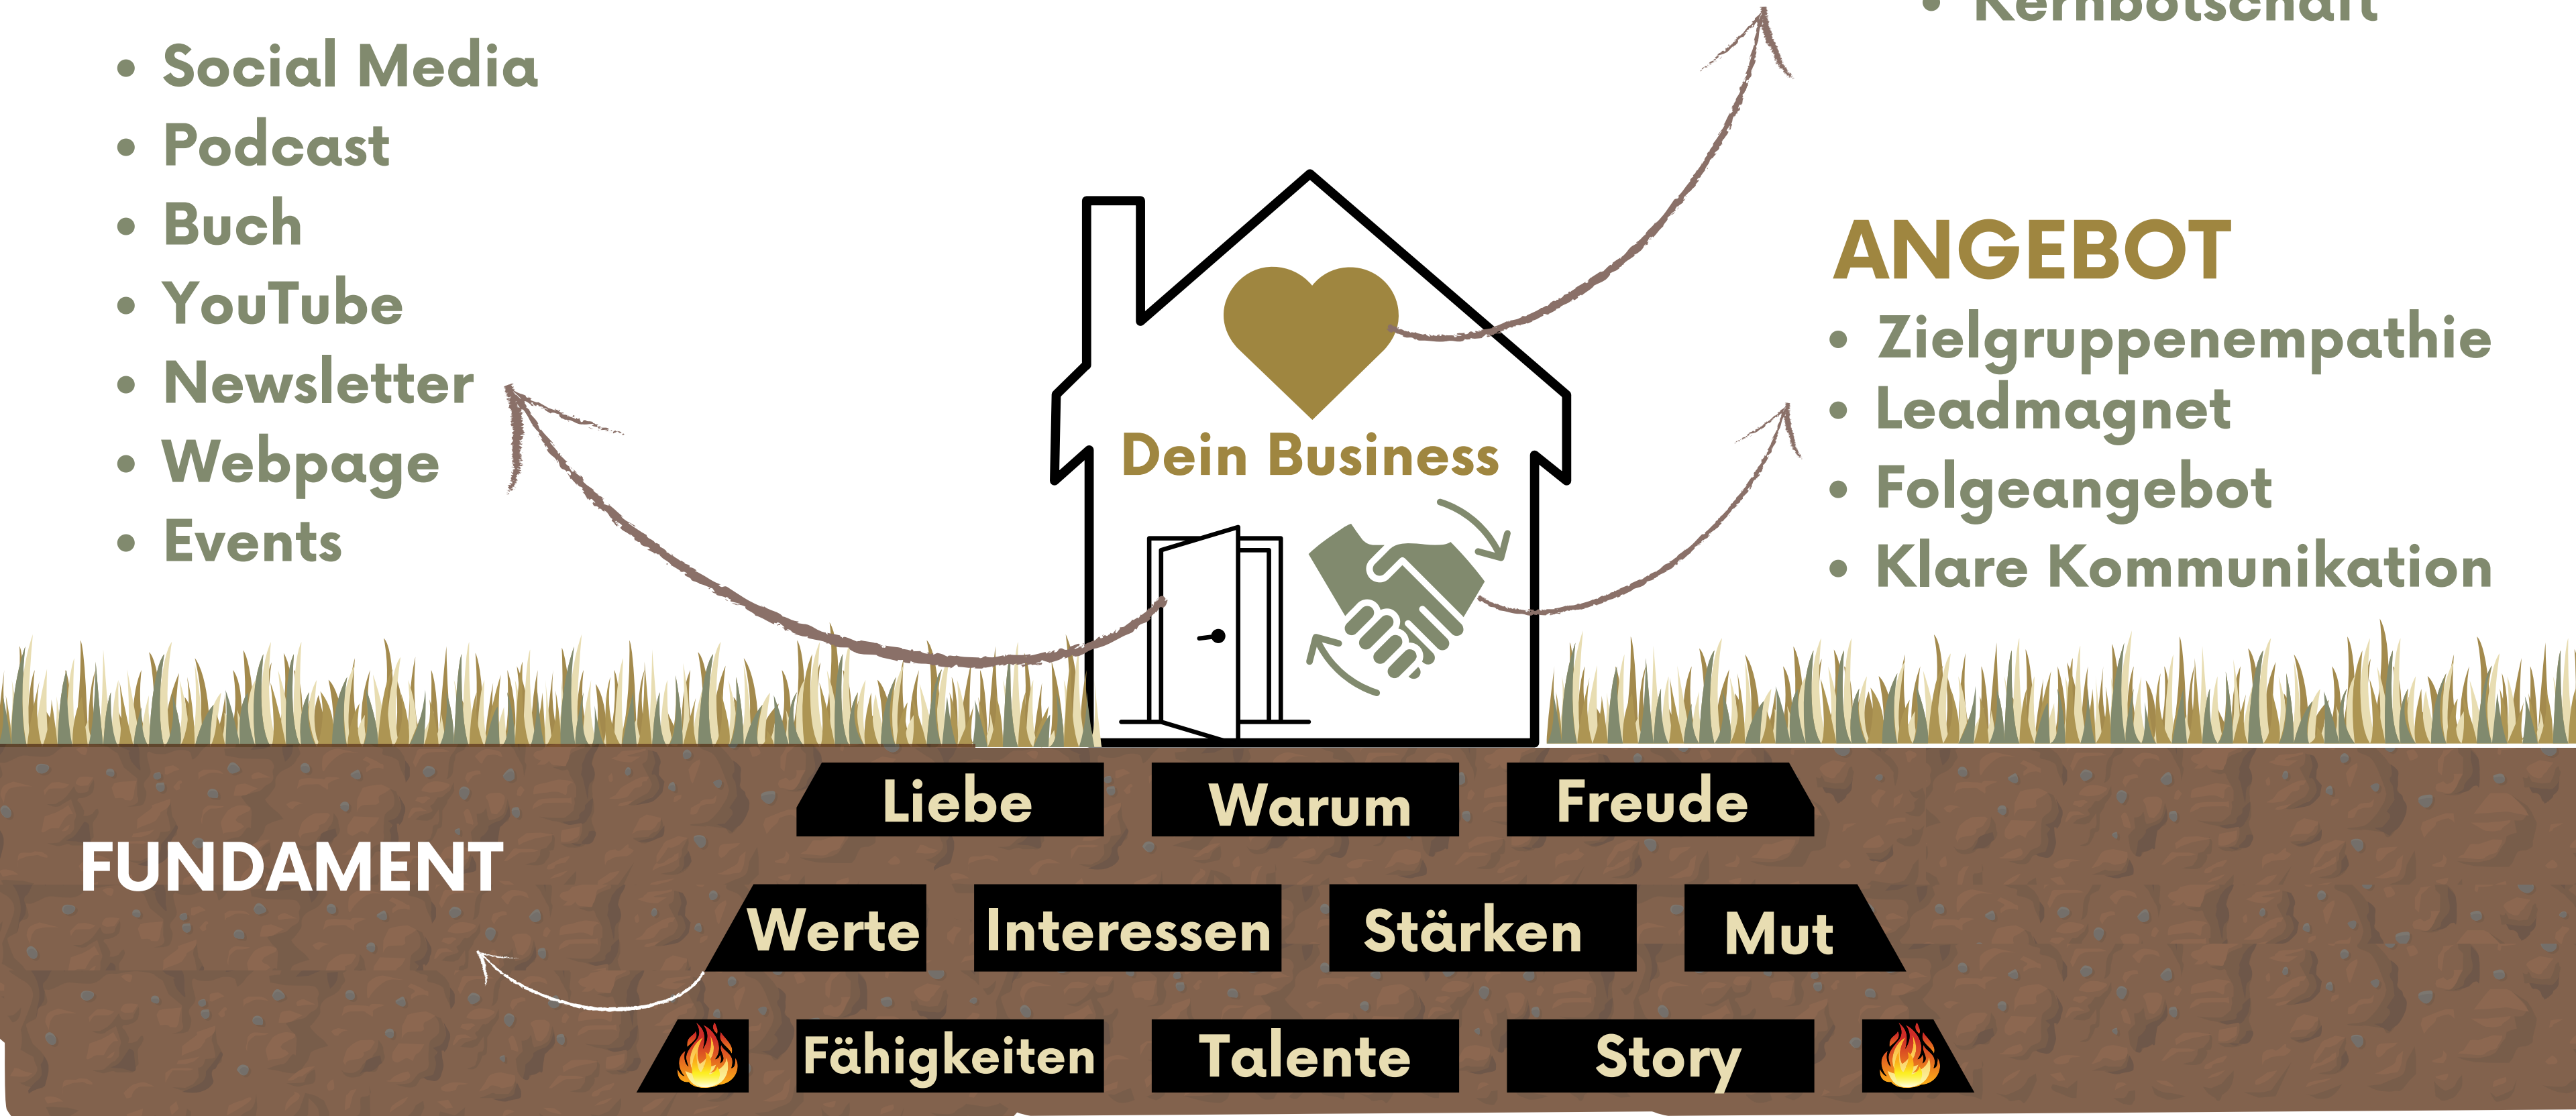 Kernbotschaft
• Social Media
• Podcast
• Buch
• YouTube
• Newsletter
• Webpage
• Events
Dein Business
ANGEBOT
• Zielgruppenempathie
• Leadmagnet
• Folgeangebot
• Klare Kommunikation
FUNDAMENT
Liebe Warum Freude
Werte Interessen Stärken Mut
Fähigkeiten Talente Story